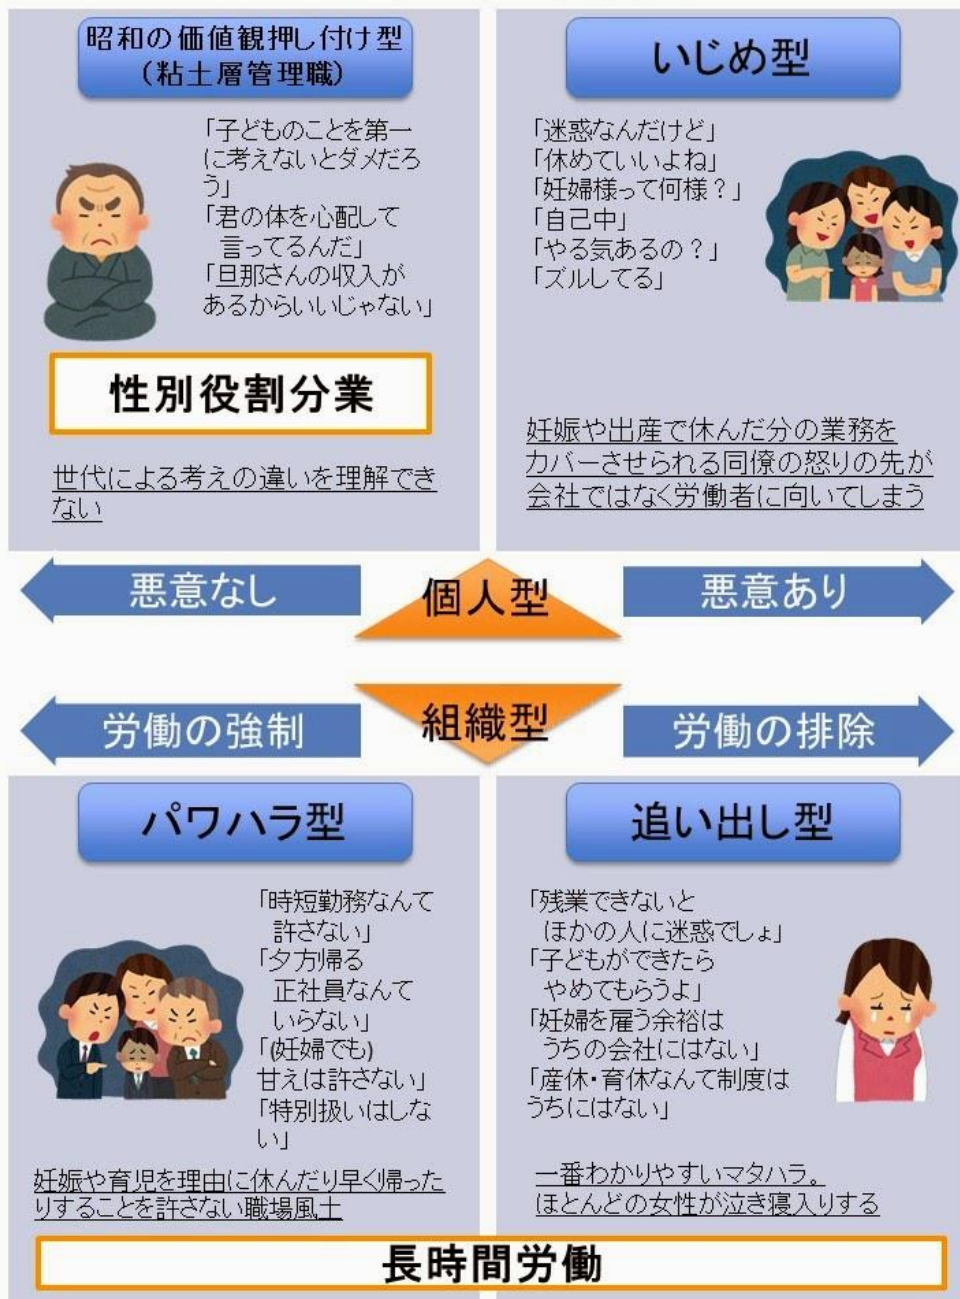 昭和の価値観押し付け型
（粘土層管理職）
「子どものことを第一
に考えないとダメだろ
う」
「君の体を心配して
言ってるんだ」
「旦那さんの収入が
あるからいいじゃない」
性別役割分業
世代による考えの違いを理解でき
ない
いじめ型
「迷惑なんだけど」
「休めていいよね」
「妊婦様って何様？」
「自己中」
「やる気あるの？」
「ズルしてる」
妊娠や出産で休んだ分の業務を
カバーさせられる同僚の怒りの先が
会社ではなく労働者に向いてしまう
悪意なし
個人型
悪意あり
労働の強制
組織型
労働の排除
パワハラ型
「時短勤務なんて
許さない」
「夕方帰る
正社員なんて
いらない」
「(妊婦でも)
甘えは許さない」
「特別扱いはしな
い」
妊娠や育児を理由に休んだり早く帰った
りすることを許さない職場風土
追い出し型
「残業できないと
ほかの人に迷惑でしょ」
「子どもができたら
やめてもらうよ」
「妊婦を雇う余裕は
うちの会社にはない」
「産休・育休なんて制度は
うちにはない」
一番わかりやすいマタハラ。
ほとんどの女性が泣き寝入りする
長時間労働